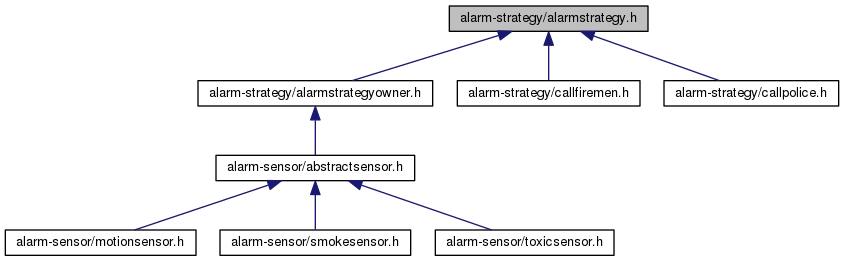 alarm-strategy/alarmstrategy.h
alarm-strategy/alarmstrategyowner.h
alarm-strategy/callfiremen.h
alarm-strategy/callpolice.h
alarm-sensor/abstractsensor.h
alarm-sensor/motionsensor.h
alarm-sensor/smokesensor.h
alarm-sensor/toxicsensor.h